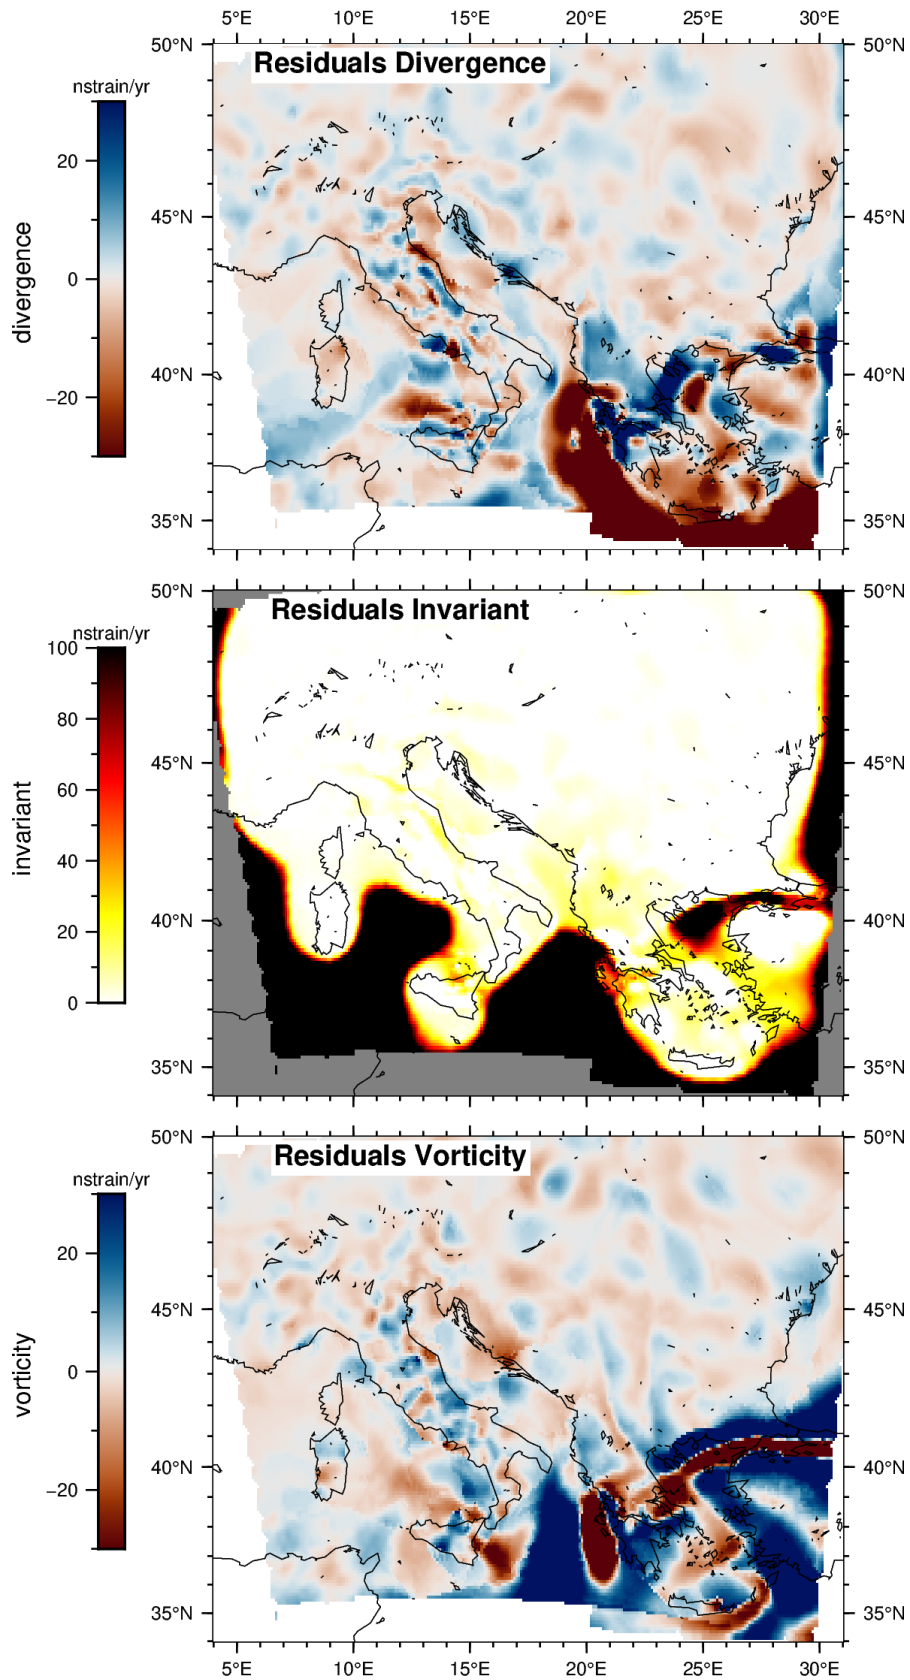 5°E 10°E 15°E 20°E 25°E 30°E
50°N 50°N
Residuals Divergence
nstrain/yr
20
0
−20
divergence
45°N 45°N
40°N 40°N
35°N 35°N
50°N 50°N
Residuals Invariant
nstrain/yr
100
80
60
40
20
0
invariant
45°N 45°N
40°N 40°N
35°N 35°N
50°N 50°N
Residuals Vorticity
nstrain/yr
20
0
−20
vorticity
45°N 45°N
40°N 40°N
35°N 35°N
5°E 10°E 15°E 20°E 25°E 30°E